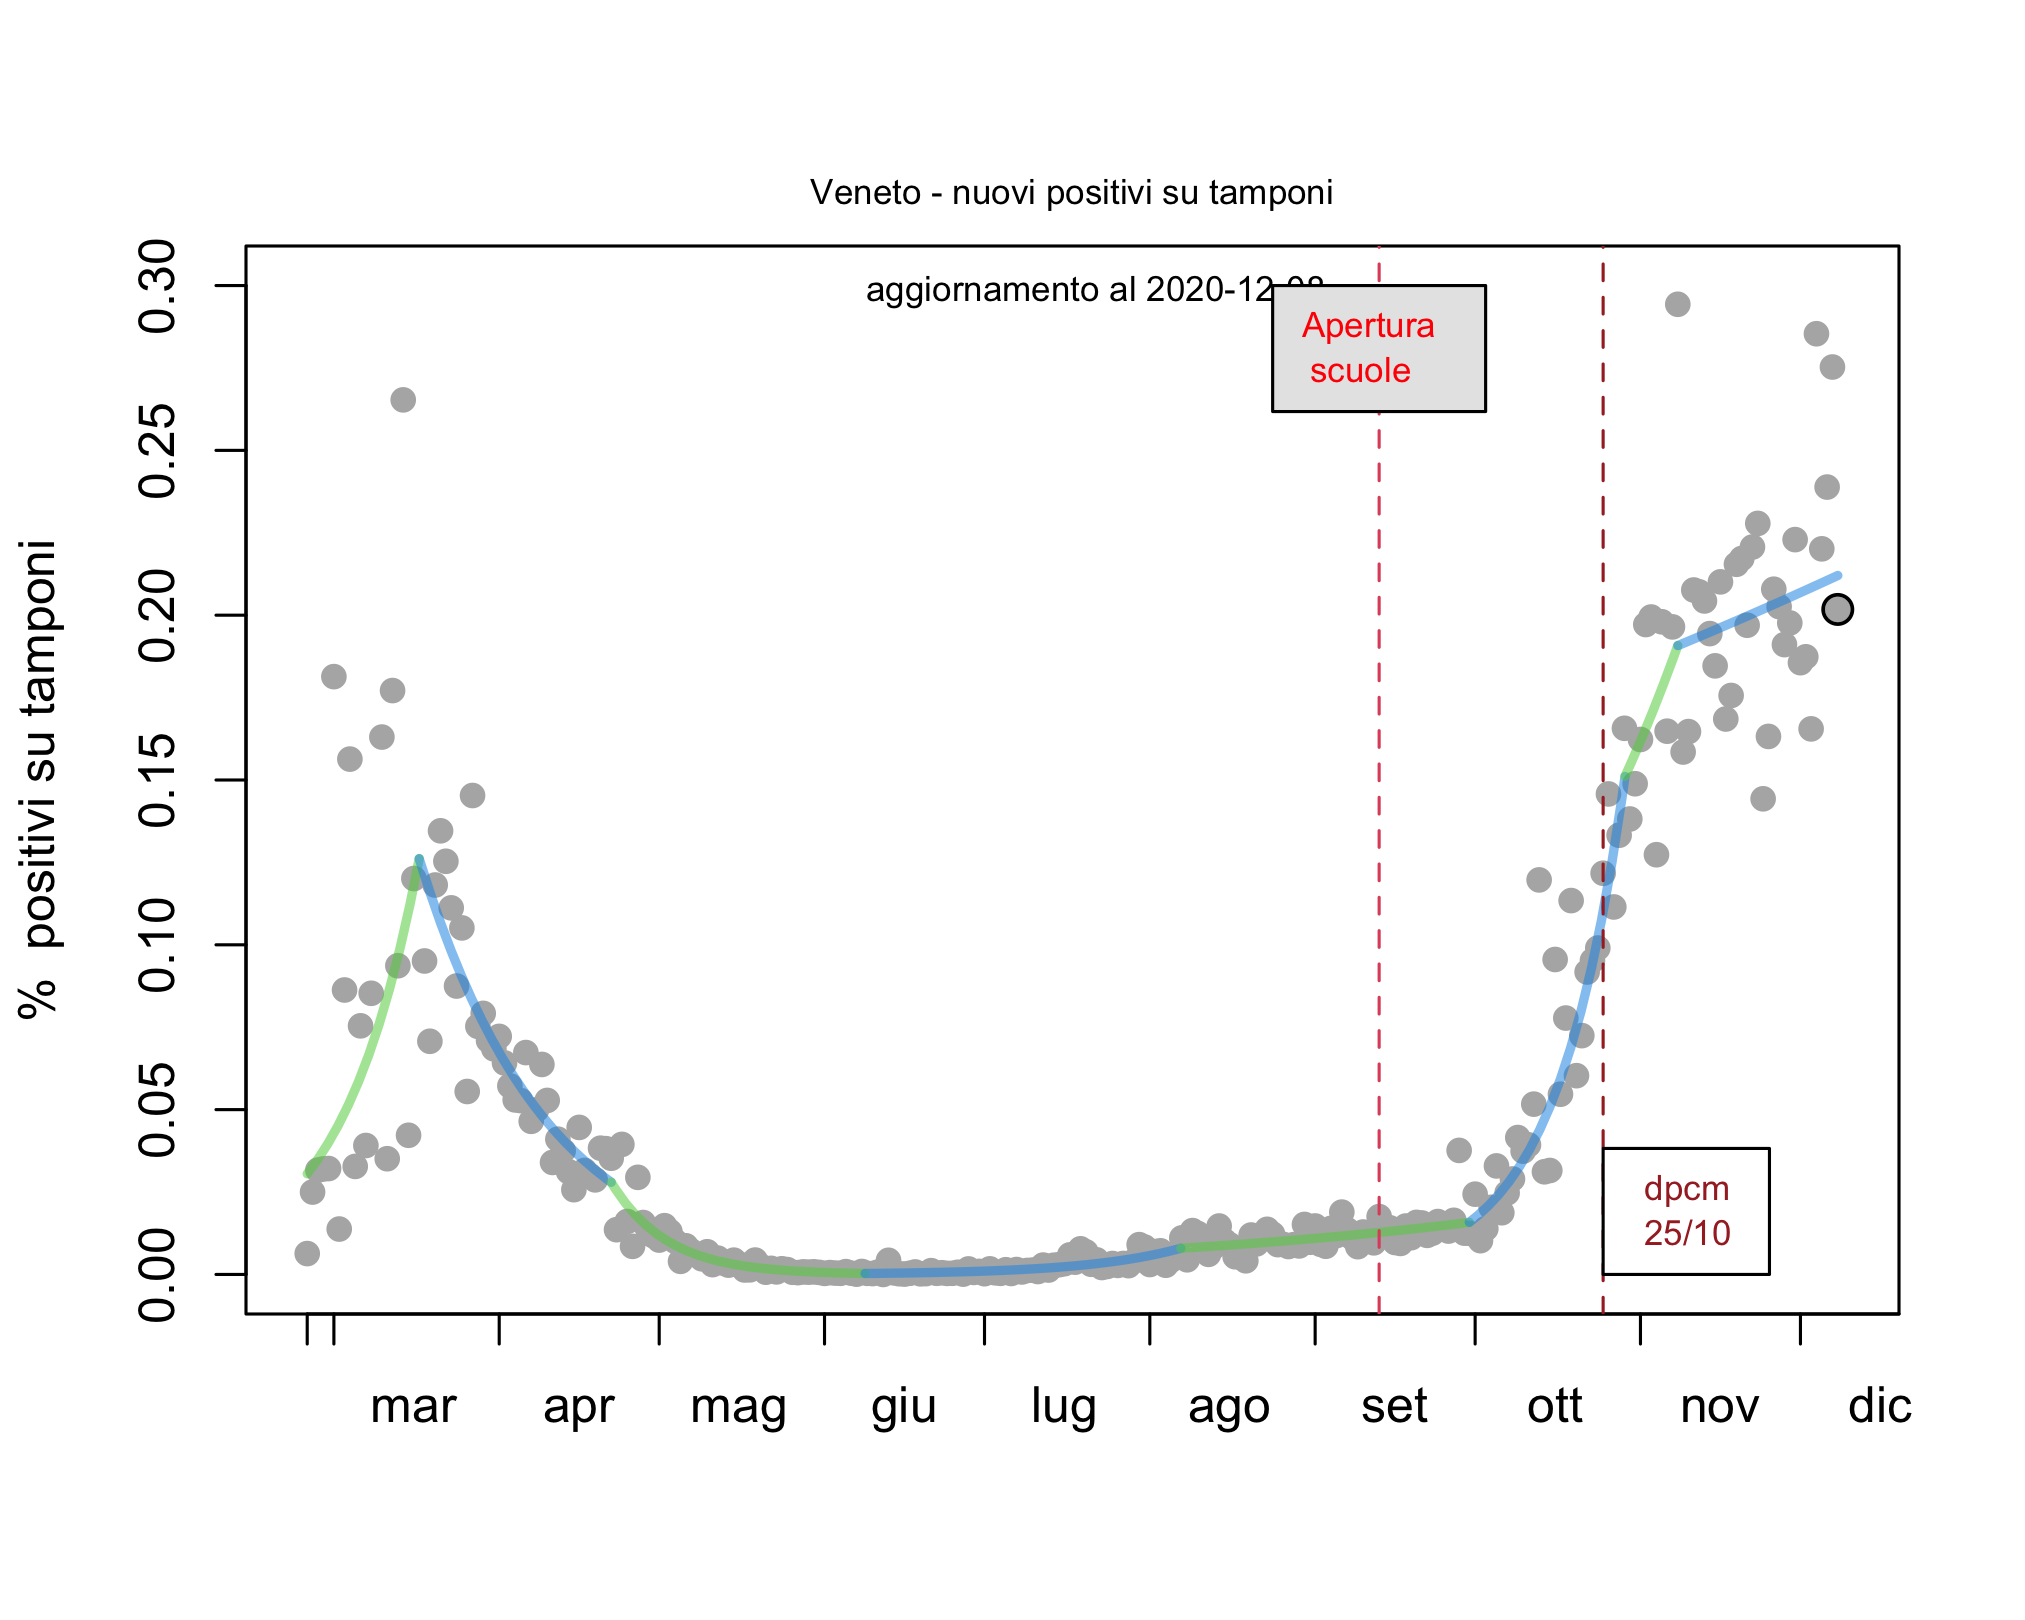 Veneto - nuovi positivi su tamponi
aggiornamento al 2020-12-08
Apertura
scuole
dpcm
25/10
% positivi su tamponi
0.30
0.25
0.20
0.15
0.10
0.05
0.00
mar apr mag giu lug ago set ott nov dic